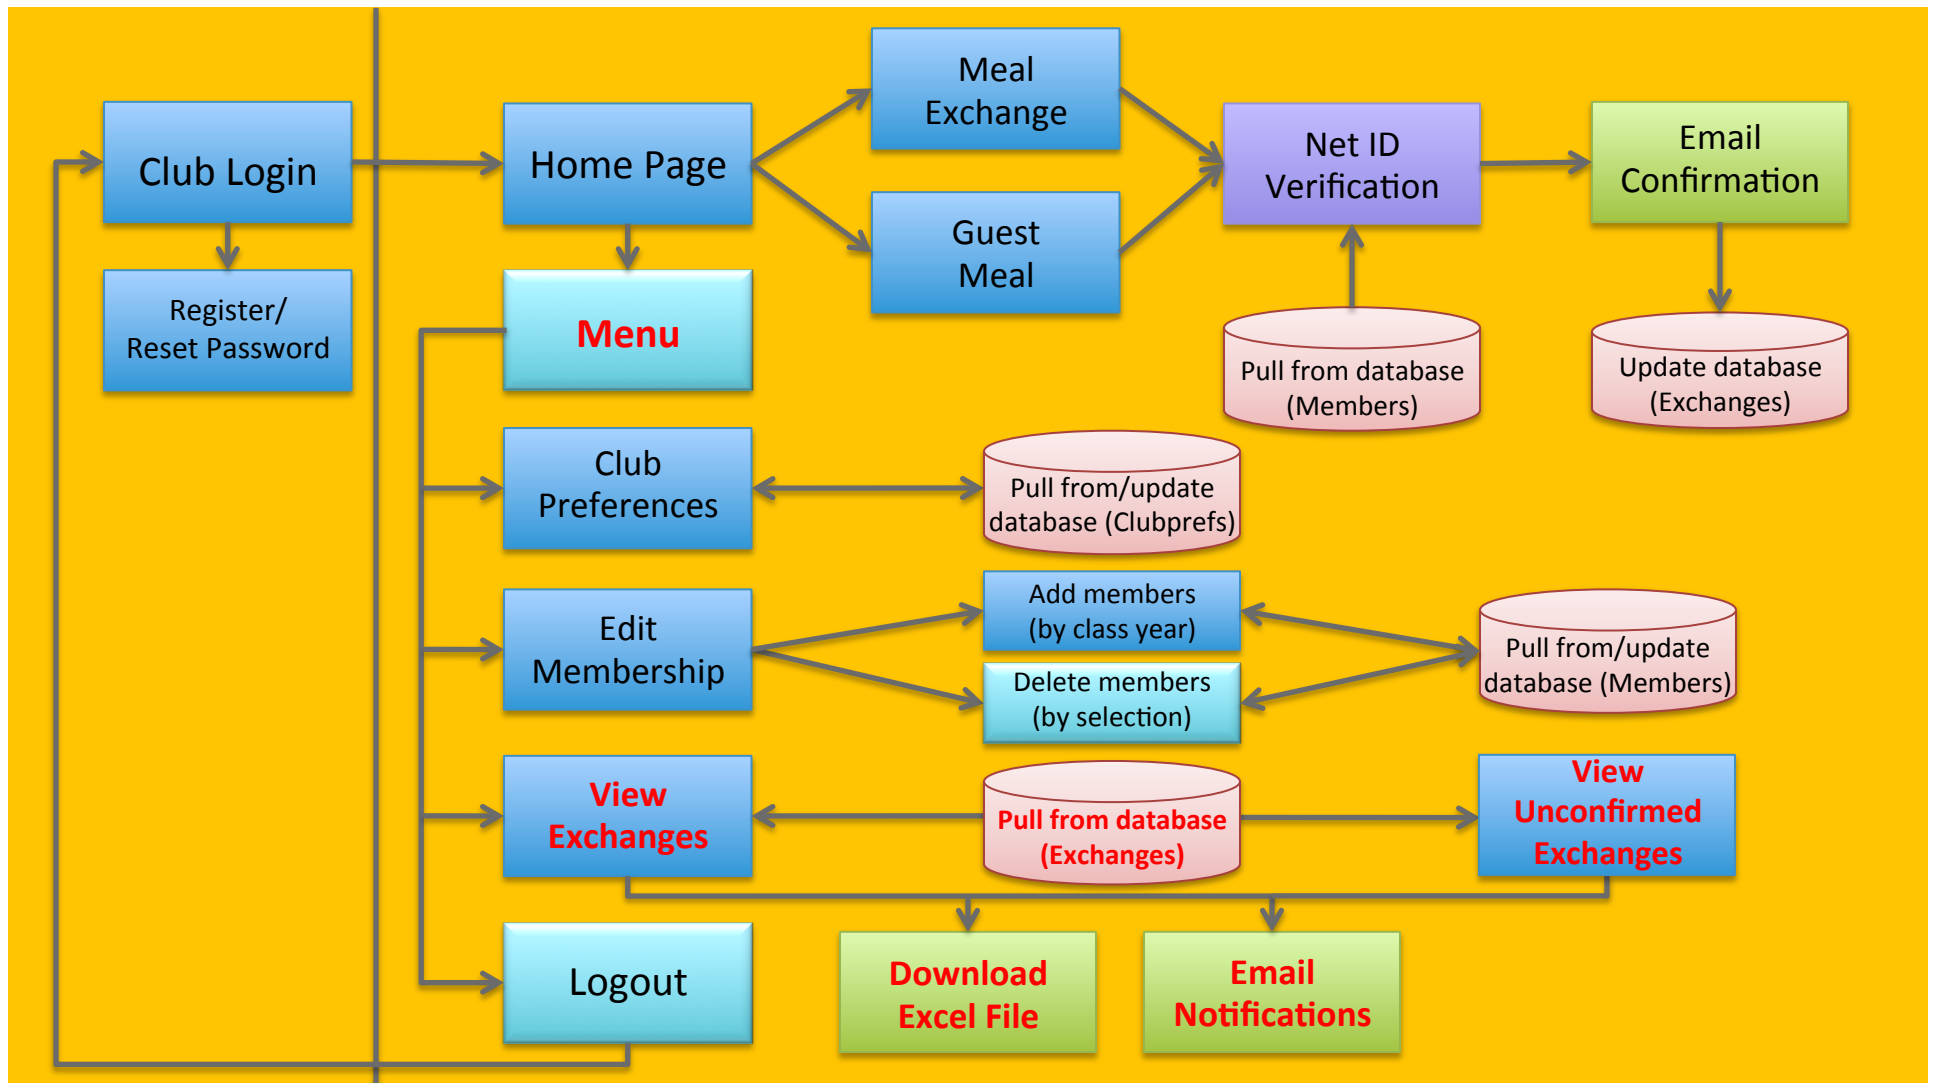 Club Login
Register/
Reset Password
Home Page
Menu
Meal
Exchange
Guest
Meal
Net ID
Verification
Email
Confirmation
Pull from database
(Members)
Update database
(Exchanges)
Club
Preferences
Pull from/update
database (Clubprefs)
Edit
Membership
Add members
(by class year)
Delete members
(by selection)
Pull from/update
database (Members)
View
Exchanges
Pull from database
(Exchanges)
View
Unconfirmed
Exchanges
Logout
Download
Excel File
Email
Notifications